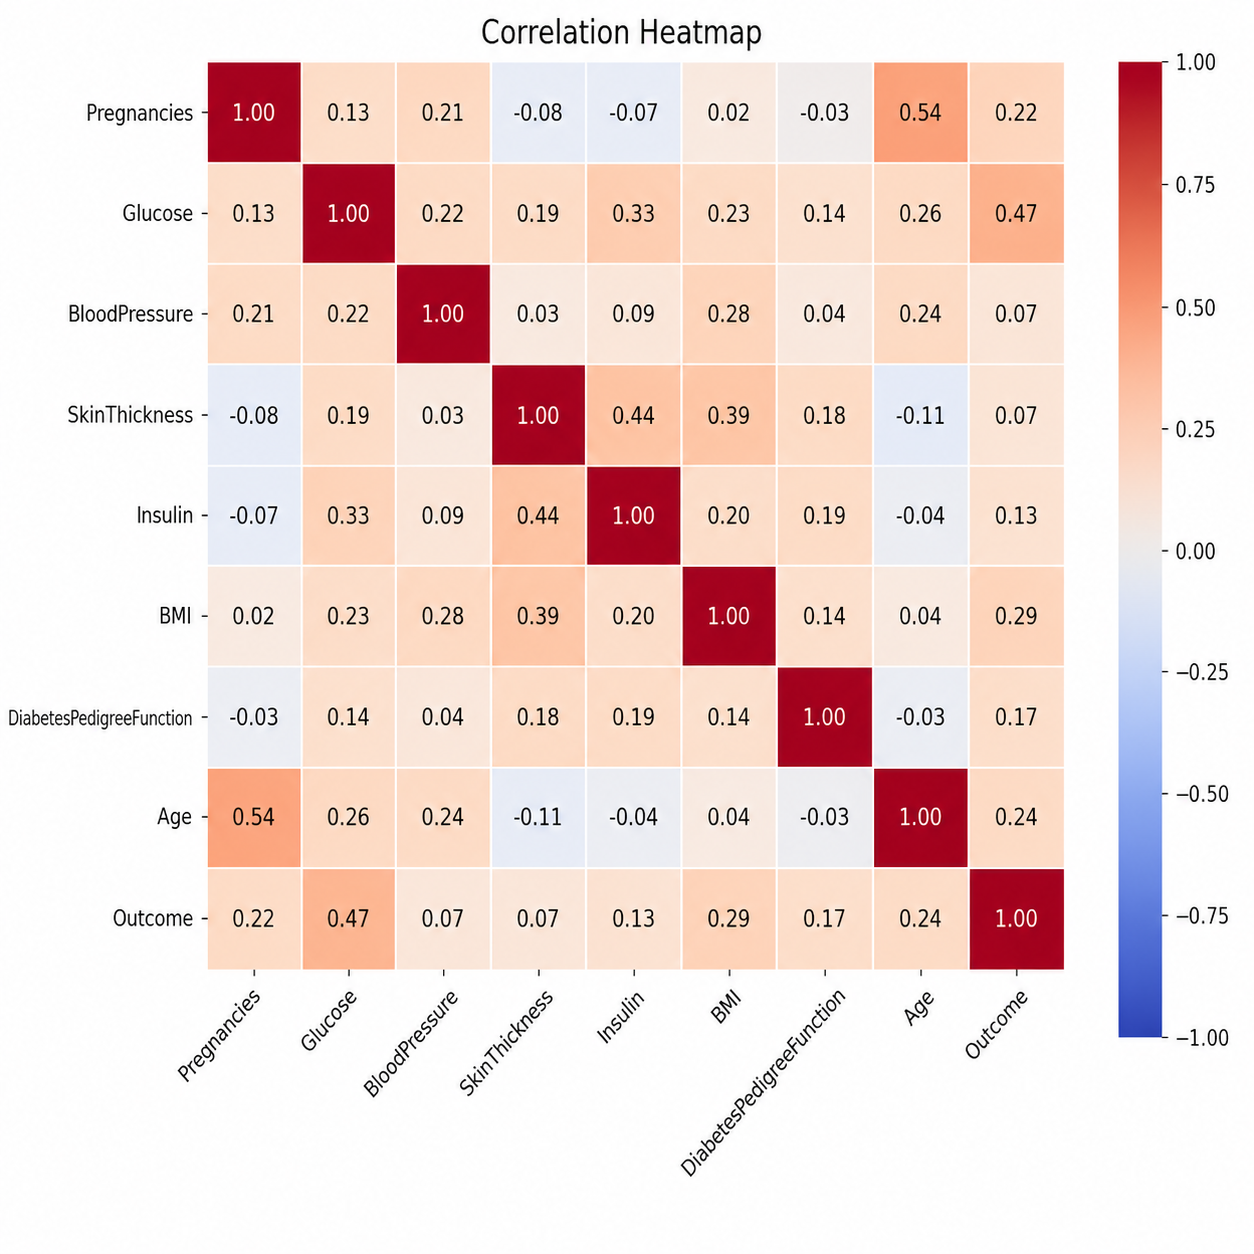 Correlation Heatmap
Pregnancies 1.00 0.13 0.21 -0.08 -0.07 0.02 -0.03 0.54 0.22
Glucose 0.13 1.00 0.22 0.19 0.33 0.23 0.14 0.26 0.47
BloodPressure 0.21 0.22 1.00 0.03 0.09 0.28 0.04 0.24 0.07
SkinThickness -0.08 0.19 0.03 1.00 0.44 0.39 0.18 -0.11 0.07
Insulin -0.07 0.33 0.09 0.44 1.00 0.20 0.19 -0.04 0.13
BMI 0.02 0.23 0.28 0.39 0.20 1.00 0.14 0.04 0.29
DiabetesPedigreeFunction -0.03 0.14 0.04 0.18 0.19 0.14 1.00 -0.03 0.17
Age 0.54 0.26 0.24 -0.11 -0.04 0.04 -0.03 1.00 0.24
Outcome 0.22 0.47 0.07 0.07 0.13 0.29 0.17 0.24 1.00
Pregnancies Glucose BloodPressure SkinThickness Insulin BMI DiabetesPedigreeFunction Age Outcome
1.00
0.75
0.50
0.25
0.00
−0.25
−0.50
−0.75
−1.00